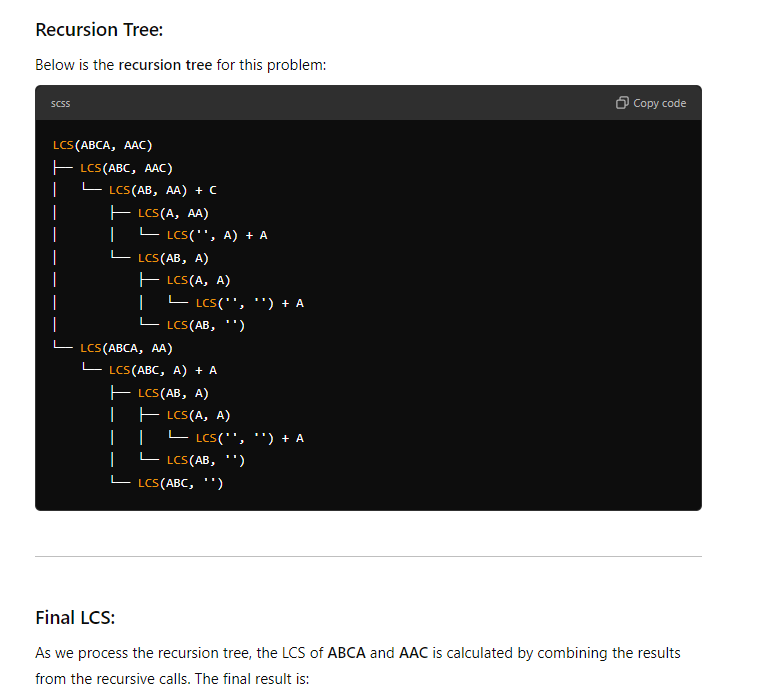 Recursion Tree:
Below is the recursion tree for this problem:
scss Copy code
LCS(ABCA, AAC)
├── LCS(ABC, AAC)
│   └── LCS(AB, AA) + C
│       ├── LCS(A, AA)
│       │   └── LCS('', A) + A
│       └── LCS(AB, A)
│           ├── LCS(A, A)
│           │   └── LCS('', '') + A
│           └── LCS(AB, '')
└── LCS(ABCA, AA)
    └── LCS(ABC, A) + A
        ├── LCS(AB, A)
        │   ├── LCS(A, A)
        │   │   └── LCS('', '') + A
        │   └── LCS(AB, '')
        └── LCS(ABC, '')
Final LCS:
As we process the recursion tree, the LCS of ABCA and AAC is calculated by combining the results
from the recursive calls. The final result is: